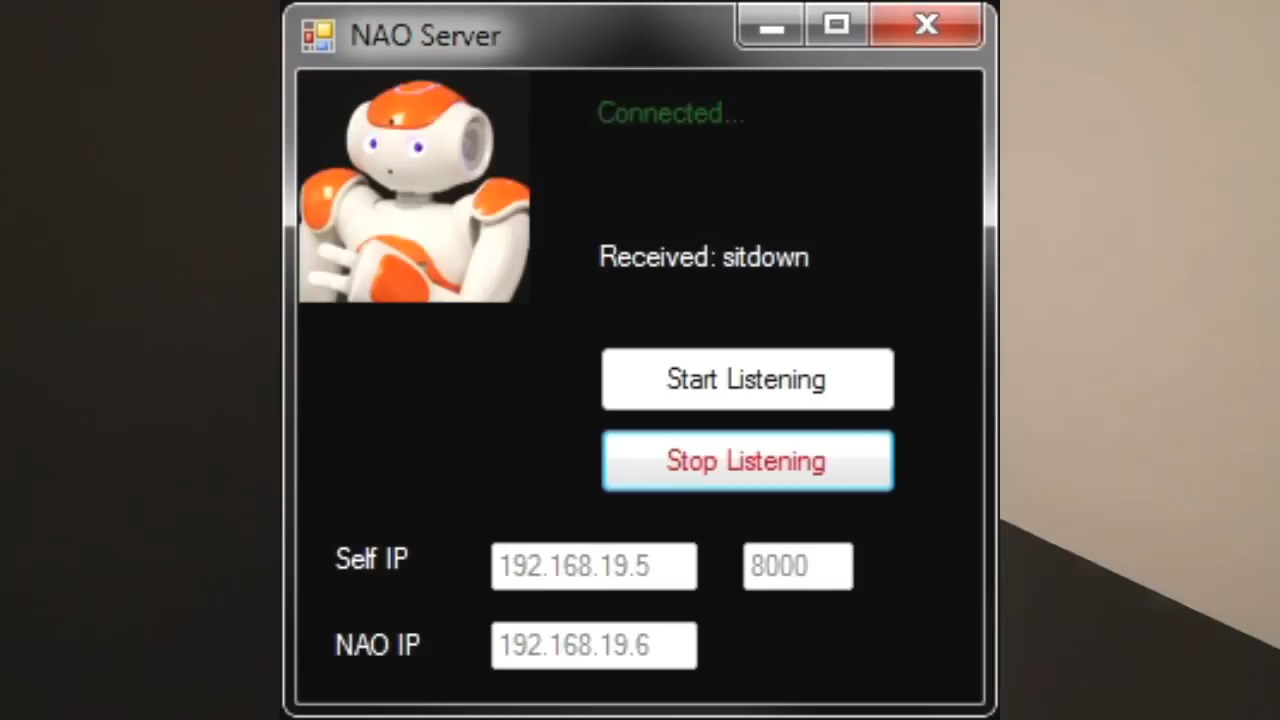 NAO Server
Connected...
Received: sitdown
Start Listening
Stop Listening
Self IP 192.168.19.5 8000
NAO IP 192.168.19.6